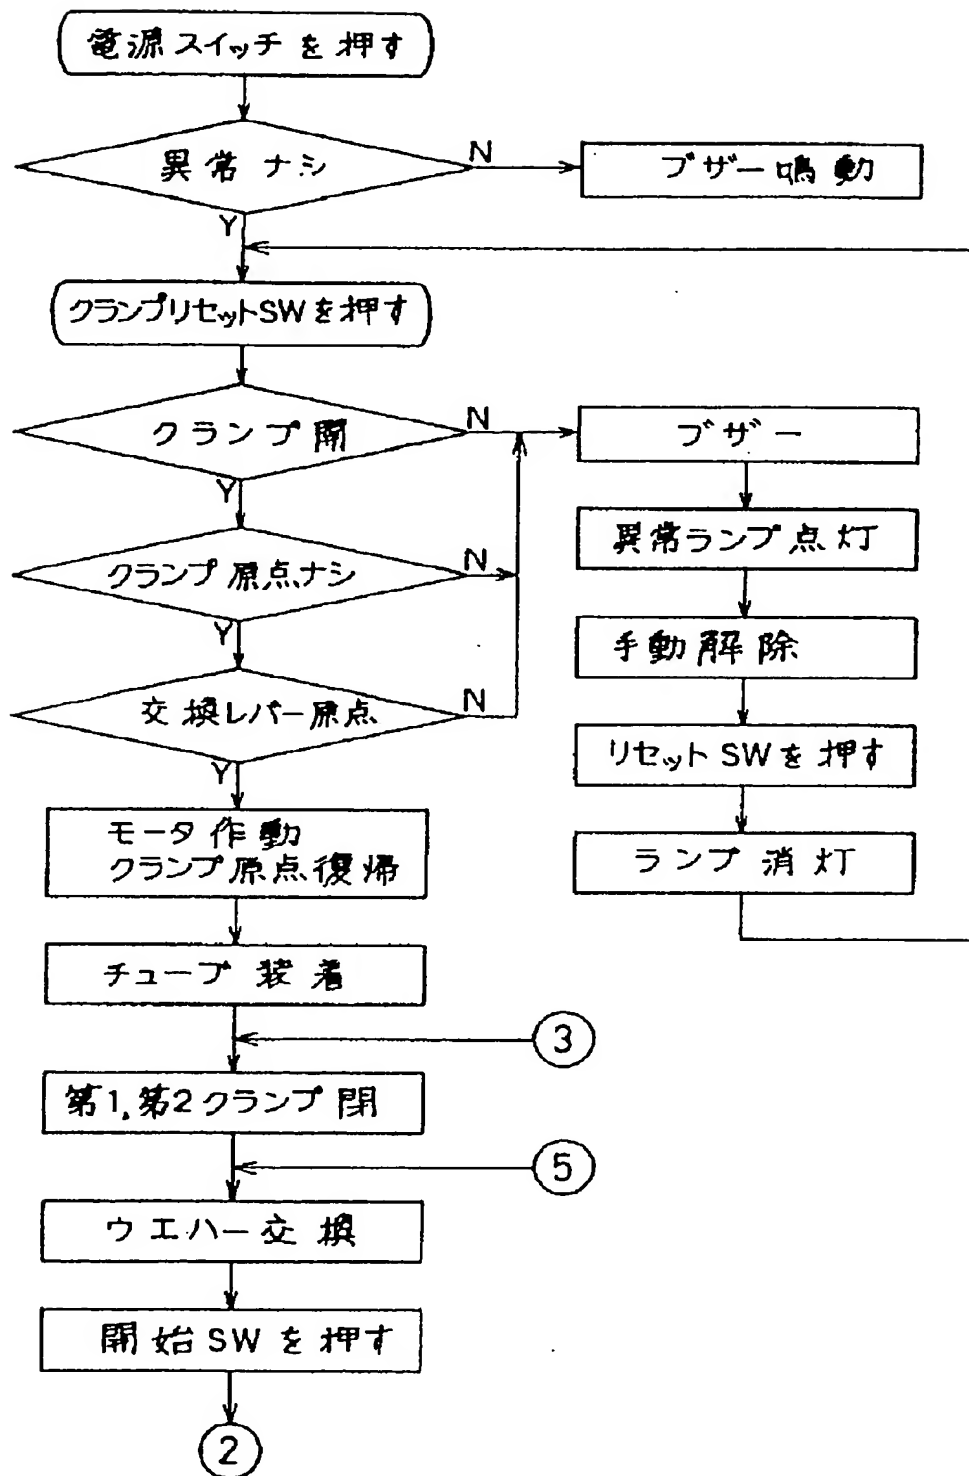 電源スイッチを押す
異常ナシ
N
ブザー鳴動
Y
クランプリセットSWを押す
クランプ開
N
ブザー
Y
異常ランプ点灯
クランプ原点ナシ
N
手動解除
Y
交換レバー原点
N
リセットSWを押す
Y
モータ作動
クランプ原点復帰
ランプ消灯
チューブ装着
3
第1,第2クランプ閉
5
ウエハー交換
開始SWを押す
2